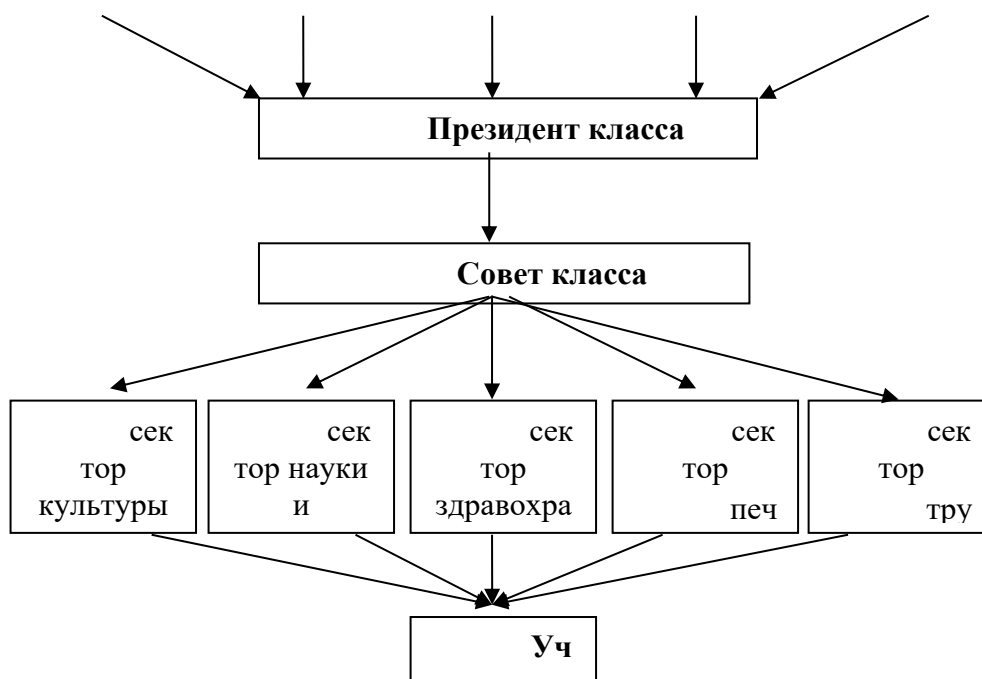 Президент класса
Совет класса
сек
тор
культуры
сек
тор науки
и
сек
тор
здравохра
сек
тор
печ
сек
тор
тру
Уч